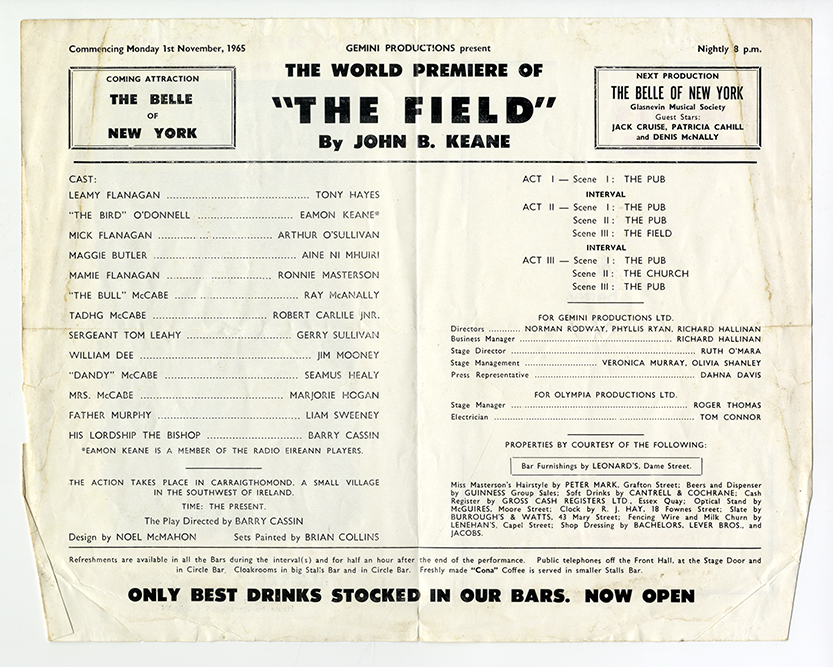 Commencing Monday 1st November, 1965
GEMINI PRODUCTIONS present
Nightly 8 p.m.
COMING ATTRACTION
THE BELLE
OF
NEW YORK
THE WORLD PREMIERE OF
"THE FIELD"
By JOHN B. KEANE
NEXT PRODUCTION
THE BELLE OF NEW YORK
Glasnevin Musical Society
Guest Stars:
JACK CRUISE, PATRICIA CAHILL
and DENIS McNALLY
CAST:
LEAMY FLANAGAN ... TONY HAYES
"THE BIRD" O'DONNELL ... EAMON KEANE*
MICK FLANAGAN ... ARTHUR O'SULLIVAN
MAGGIE BUTLER ... AINE NI MHUIRI
MAMIE FLANAGAN ... RONNIE MASTERSON
"THE BULL" McCABE ... RAY McANALLY
TADHG McCABE ... ROBERT CARLILE JNR.
SERGEANT TOM LEAHY ... GERRY SULLIVAN
WILLIAM DEE ... JIM MOONEY
"DANDY" McCABE ... SEAMUS HEALY
MRS. McCABE ... MARJORIE HOGAN
FATHER MURPHY ... LIAM SWEENEY
HIS LORDSHIP THE BISHOP ... BARRY CASSIN
*EAMON KEANE IS A MEMBER OF THE RADIO EIREANN PLAYERS.
THE ACTION TAKES PLACE IN CARRAIGTHOMOND. A SMALL VILLAGE
IN THE SOUTHWEST OF IRELAND.
TIME: THE PRESENT.
The Play Directed by BARRY CASSIN
Design by NOEL McMAHON Sets Painted by BRIAN COLLINS
ACT I — Scene I: THE PUB
INTERVAL
ACT II — Scene I: THE PUB
Scene II: THE PUB
Scene III: THE FIELD
INTERVAL
ACT III — Scene I: THE PUB
Scene II: THE CHURCH
Scene III: THE PUB
FOR GEMINI PRODUCTIONS LTD.
Directors ... NORMAN RODWAY, PHYLLIS RYAN, RICHARD HALLINAN
Business Manager ... RICHARD HALLINAN
Stage Director ... RUTH O'MARA
Stage Management ... VERONICA MURRAY, OLIVIA SHANLEY
Press Representative ... DAHNA DAVIS
FOR OLYMPIA PRODUCTIONS LTD.
Stage Manager ... ROGER THOMAS
Electrician ... TOM CONNOR
PROPERTIES BY COURTESY OF THE FOLLOWING:
Bar Furnishings by LEONARD'S, Dame Street.
Miss Masterson's Hairstyle by PETER MARK, Grafton Street; Beers and Dispenser
by GUINNESS Group Sales; Soft Drinks by CANTRELL & COCHRANE; Cash
Register by GROSS CASH REGISTERS LTD., Essex Quay; Optical Stand by
McGUIRES, Moore Street; Clock by R. J. HAY, 18 Fownes Street; Slate by
BURROUGH'S & WATTS, 43 Mary Street; Fencing Wire and Milk Churn by
LENEHAN'S, Capel Street; Shop Dressing by BACHELORS, LEVER BROS., and
JACOBS.
Refreshments are available in all the Bars during the interval(s) and for half an hour after the end of the performance. Public telephones off the Front Hall, at the Stage Door and
in Circle Bar. Cloakrooms in big Stalls Bar and in Circle Bar. Freshly made "Cona" Coffee is served in smaller Stalls Bar.
ONLY BEST DRINKS STOCKED IN OUR BARS. NOW OPEN